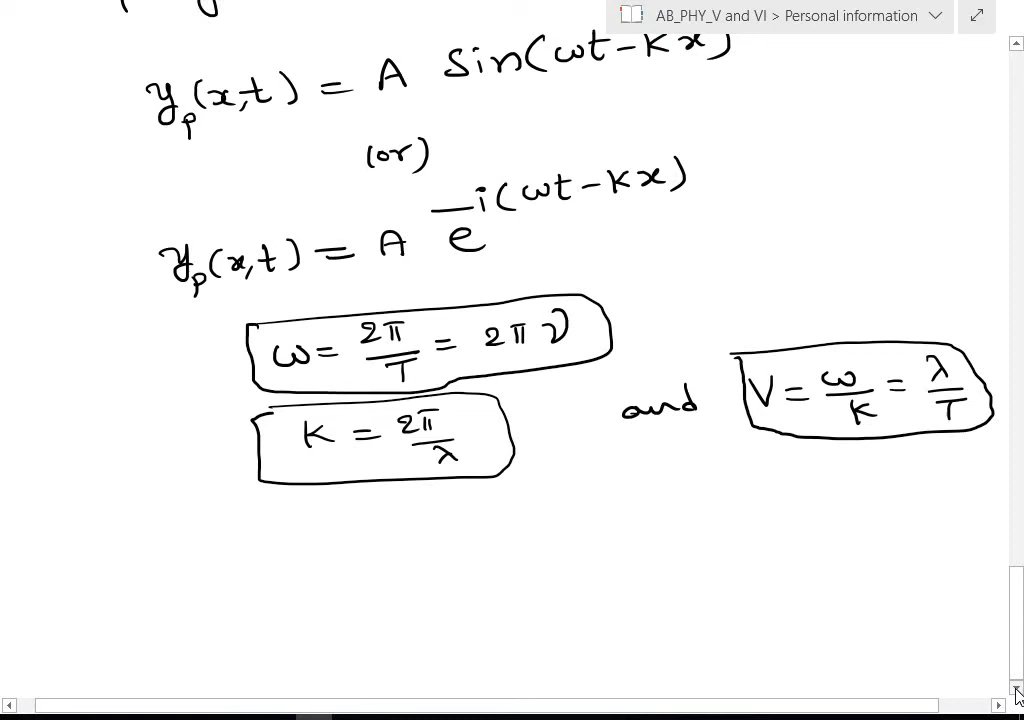 AB_PHY_V and VI > Personal information
y_p(x,t) = A Sin(ωt-kx)
(or)
y_p(x,t) = A e^{-i(ωt-kx)}
ω = 2π/T = 2πν
K = 2π/λ and V = ω/K = λ/T